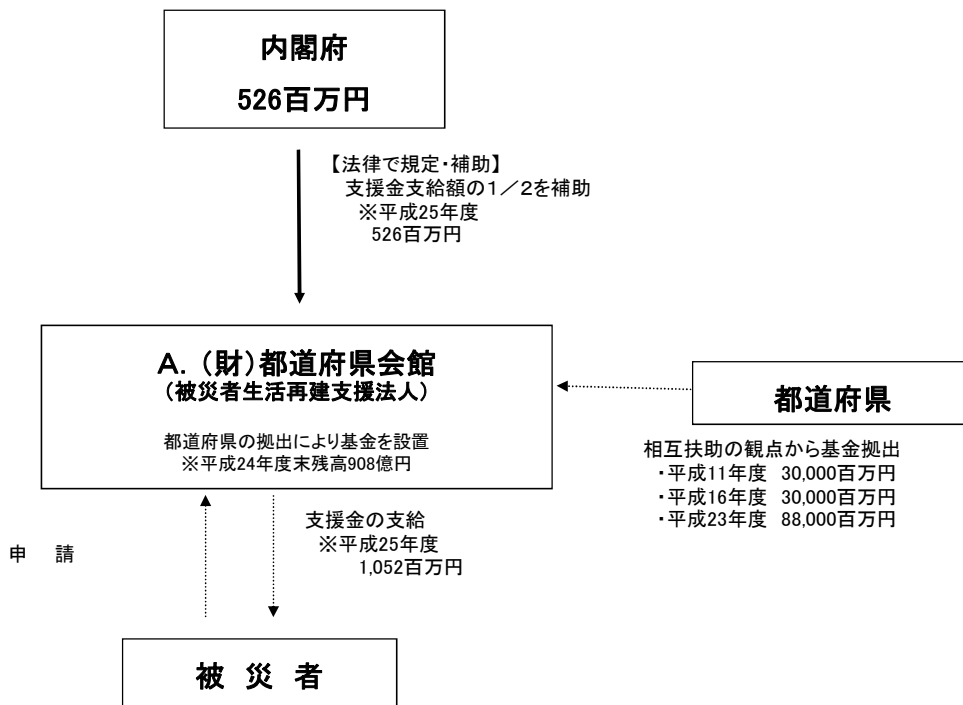 内閣府
526百万円
【法律で規定・補助】
支援金支給額の1／2を補助
※平成25年度
526百万円
A.（財）都道府県会館
（被災者生活再建支援法人）
都道府県の拠出により基金を設置
※平成24年度末残高908億円
都道府県
相互扶助の観点から基金拠出
・平成11年度 30,000百万円
・平成16年度 30,000百万円
・平成23年度 88,000百万円
支援金の支給
※平成25年度
1,052百万円
申　請
被 災 者